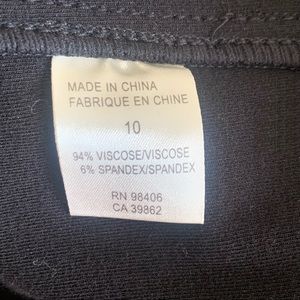 MADE IN CHINA
FABRIQUE EN CHINE
10
94% VISCOSE/VISCOSE
6% SPANDEX/SPANDEX
RN 98406
CA 39862